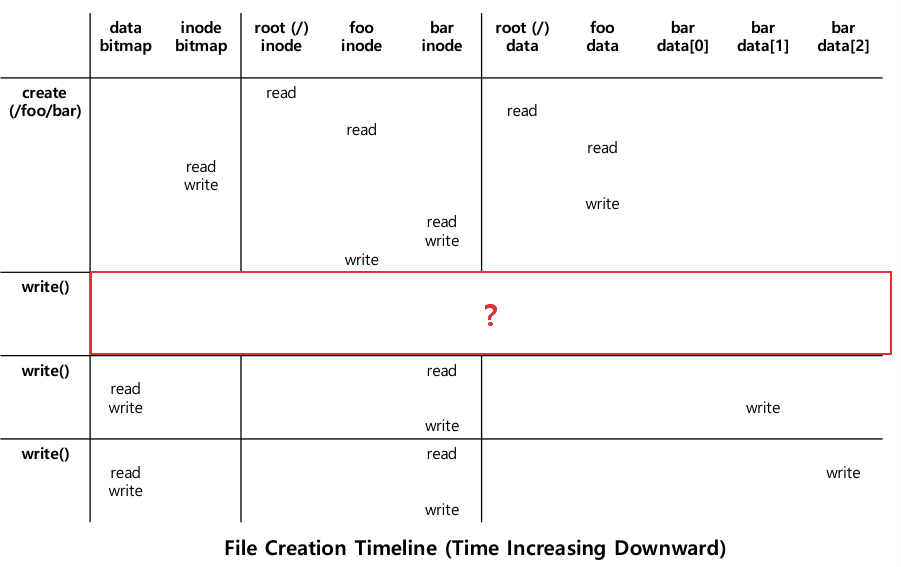 data inode root (/) foo bar root (/) foo bar bar bar
bitmap bitmap inode inode inode data data data[0] data[1] data[2]
create read
(/foo/bar) read
read
read
read
write
write
read
write
write
write()
?
write() read
read
write write
write
write() read
read write
write
write
File Creation Timeline (Time Increasing Downward)